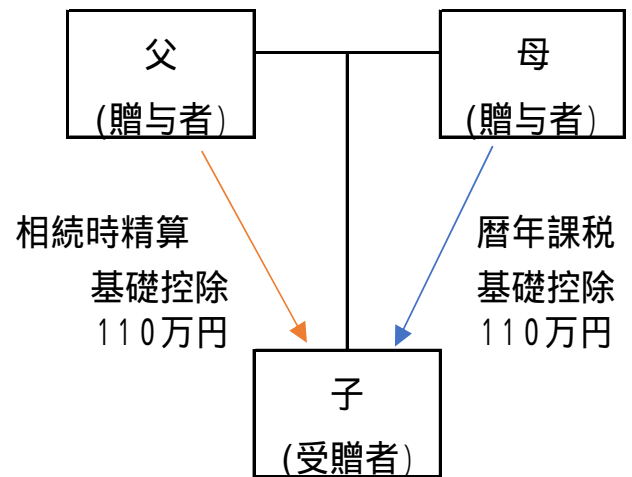 父
(贈与者)
母
(贈与者)
相続時精算
基礎控除
110万円
暦年課税
基礎控除
110万円
子
(受贈者)